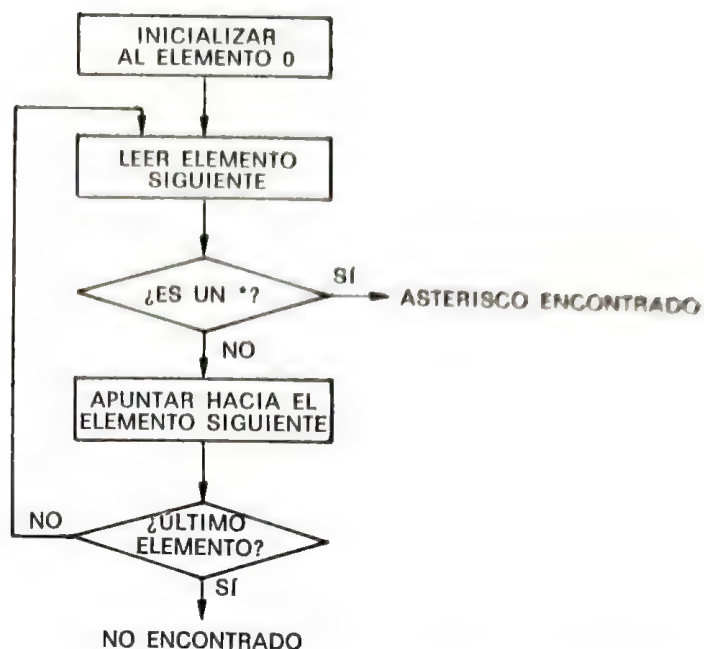 INICIALIZAR
AL ELEMENTO 0
LEER ELEMENTO
SIGUIENTE
¿ES UN *?
SÍ
ASTERISCO ENCONTRADO
NO
APUNTAR HACIA EL
ELEMENTO SIGUIENTE
NO
¿ÚLTIMO
ELEMENTO?
SÍ
NO ENCONTRADO